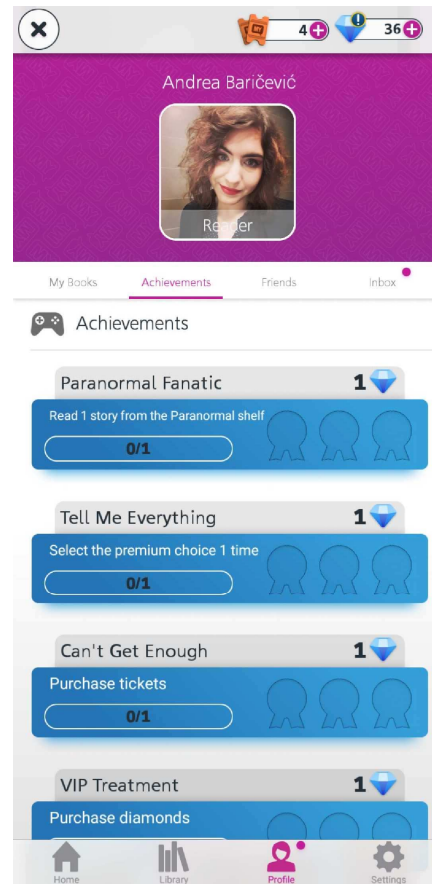 4
36
Andrea Baričević
Reader
My Books
Achievements
Friends
Inbox
Achievements
Paranormal Fanatic
1
Read 1 story from the Paranormal shelf
0/1
Tell Me Everything
1
Select the premium choice 1 time
0/1
Can't Get Enough
1
Purchase tickets
0/1
VIP Treatment
1
Purchase diamonds
Home
Library
Profile
Settings